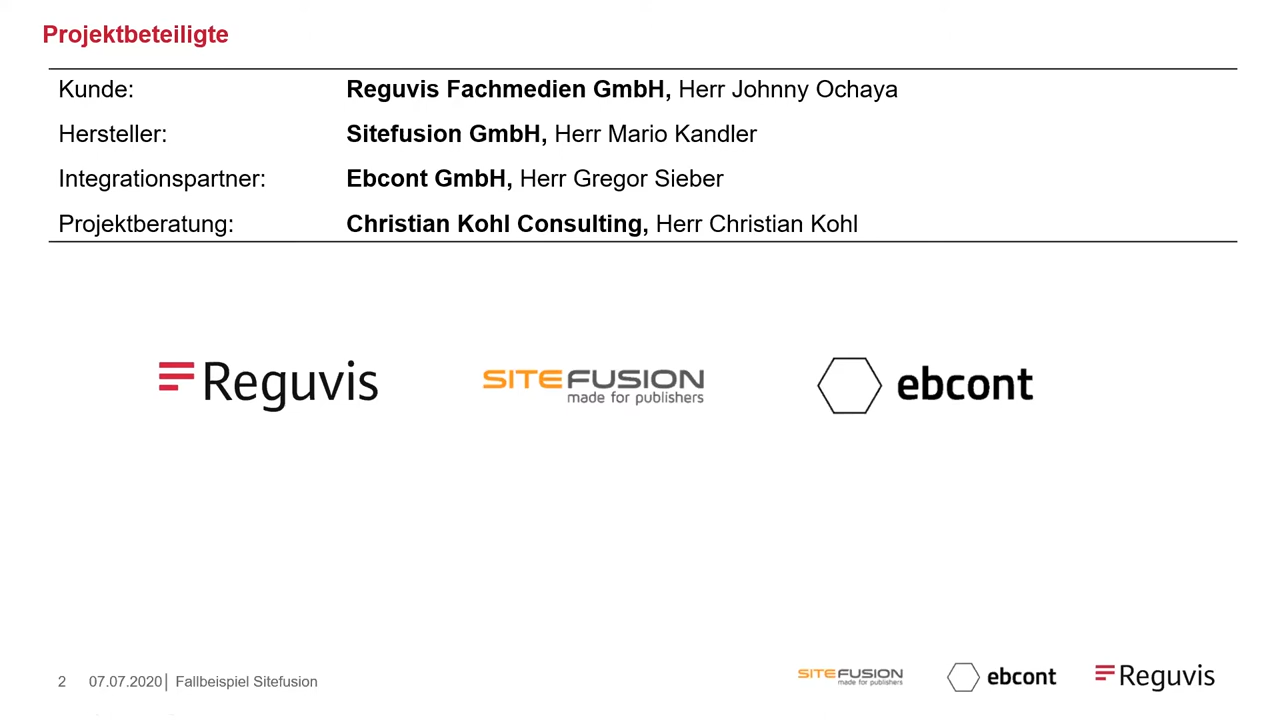 Projektbeteiligte
Kunde: Reguvis Fachmedien GmbH, Herr Johnny Ochaya
Hersteller: Sitefusion GmbH, Herr Mario Kandler
Integrationspartner: Ebcont GmbH, Herr Gregor Sieber
Projektberatung: Christian Kohl Consulting, Herr Christian Kohl
Reguvis
SITEFUSION
made for publishers
ebcont
2 07.07.2020| Fallbeispiel Sitefusion
SITEFUSION
made for publishers
ebcont
Reguvis